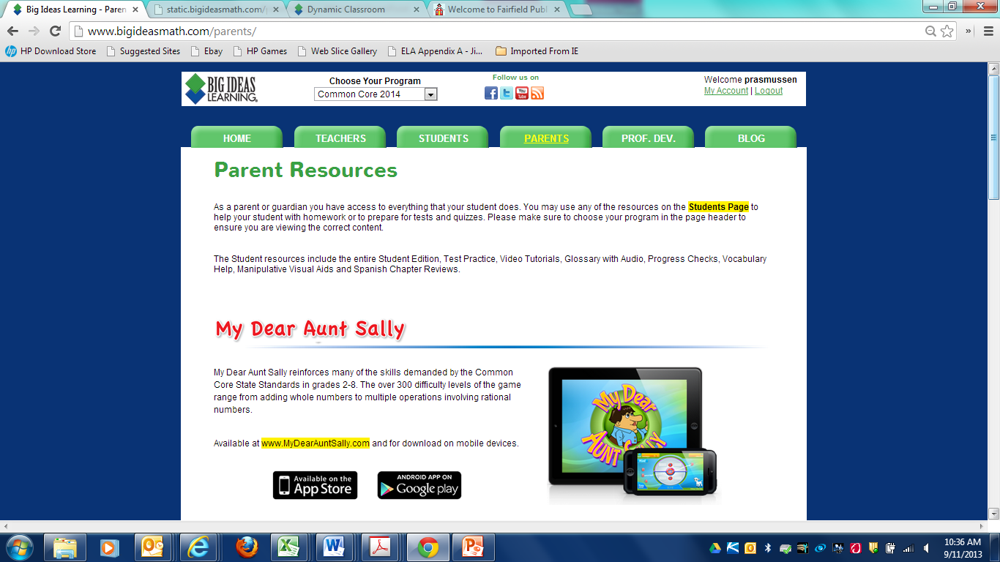 Big Ideas Learning - Paren
static.bigideasmath.com/
Dynamic Classroom
Welcome to Fairfield Publ
www.bigideasmath.com/parents/
HP Download Store
Suggested Sites
Ebay
HP Games
Web Slice Gallery
ELA Appendix A - Ji...
Imported From IE
BIG IDEAS
LEARNING
Choose Your Program
Common Core 2014
Follow us on
Welcome prasmussen
My Account | Logout
HOME
TEACHERS
STUDENTS
PARENTS
PROF. DEV.
BLOG
Parent Resources
As a parent or guardian you have access to everything that your student does. You may use any of the resources on the Students Page to
help your student with homework or to prepare for tests and quizzes. Please make sure to choose your program in the page header to
ensure you are viewing the correct content.
The Student resources include the entire Student Edition, Test Practice, Video Tutorials, Glossary with Audio, Progress Checks, Vocabulary
Help, Manipulative Visual Aids and Spanish Chapter Reviews.
My Dear Aunt Sally
My Dear Aunt Sally reinforces many of the skills demanded by the Common
Core State Standards in grades 2-8. The over 300 difficulty levels of the game
range from adding whole numbers to multiple operations involving rational
numbers.
Available at www.MyDearAuntSally.com and for download on mobile devices.
Available on the
App Store
ANDROID APP ON
Google play
My Dear
Aunt Sally
10:36 AM
9/11/2013